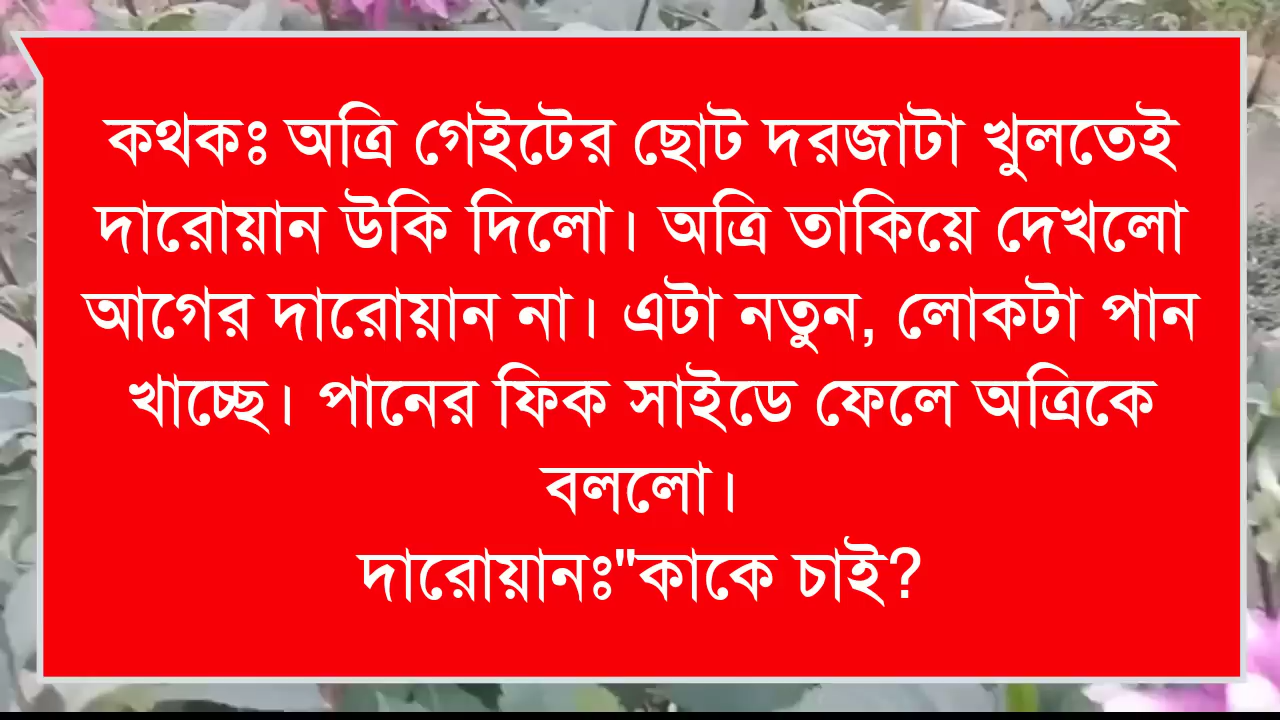 কথকঃ অত্রি গেইটের ছোট দরজাটা খুলতেই
দারোয়ান উকি দিলো। অত্রি তাকিয়ে দেখলো
আগের দারোয়ান না। এটা নতুন, লোকটা পান
খাচ্ছে। পানের ফিক সাইডে ফেলে অত্রিকে
বললো।
দারোয়ানঃ"কাকে চাই?